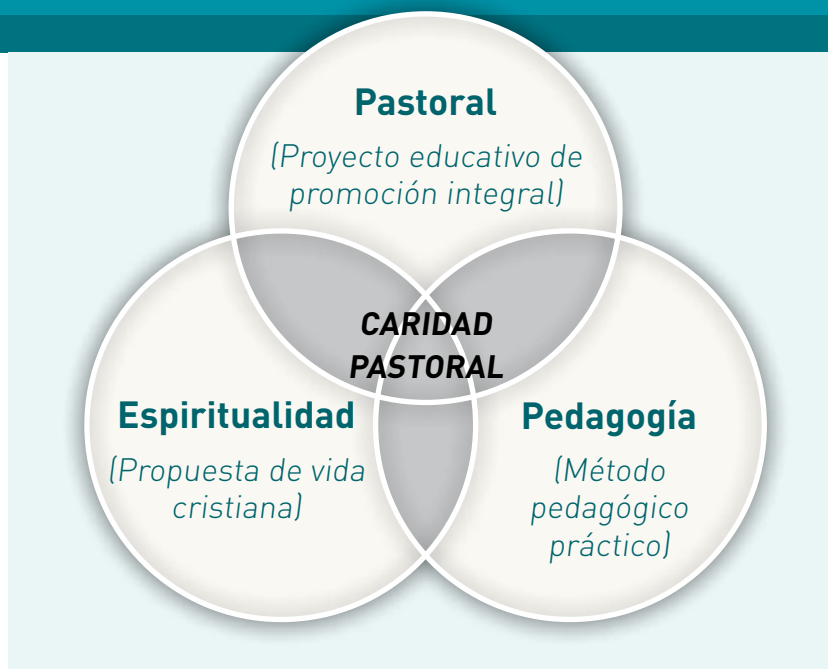 Pastoral
(Proyecto educativo de
promoción integral)
CARIDAD
PASTORAL
Espiritualidad
(Propuesta de vida
cristiana)
Pedagogía
(Método
pedagógico
práctico)